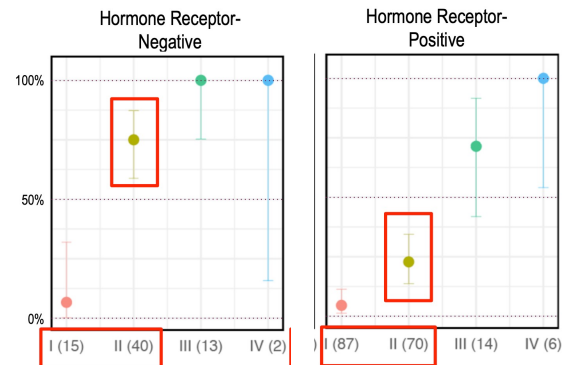 Hormone Receptor-
Negative
Hormone Receptor-
Positive
100%
50%
0%
I (15) II (40) III (13) IV (2)
) I (87) II (70) III (14) IV (6)